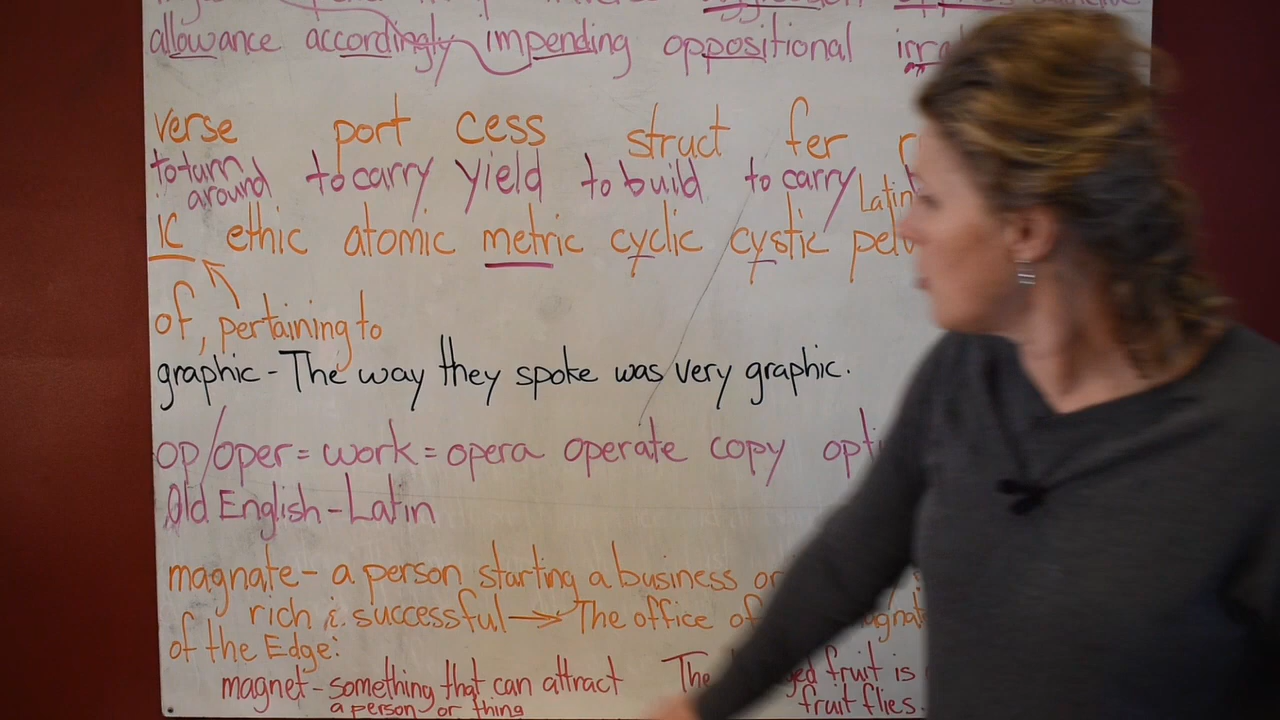 allowance accordingly impending oppositional
verse port cess struct fer
to turn around to carry yield to build to carry
Latin
ic ethic atomic metric cyclic cystic
of, pertaining to
graphic - The way they spoke was very graphic.
op/oper = work = opera operate copy
Old English - Latin
magnate - a person starting a business
rich & successful → The office of
of the Edge:
magnet - something that can attract The fruit is
a person or thing fruit flies.